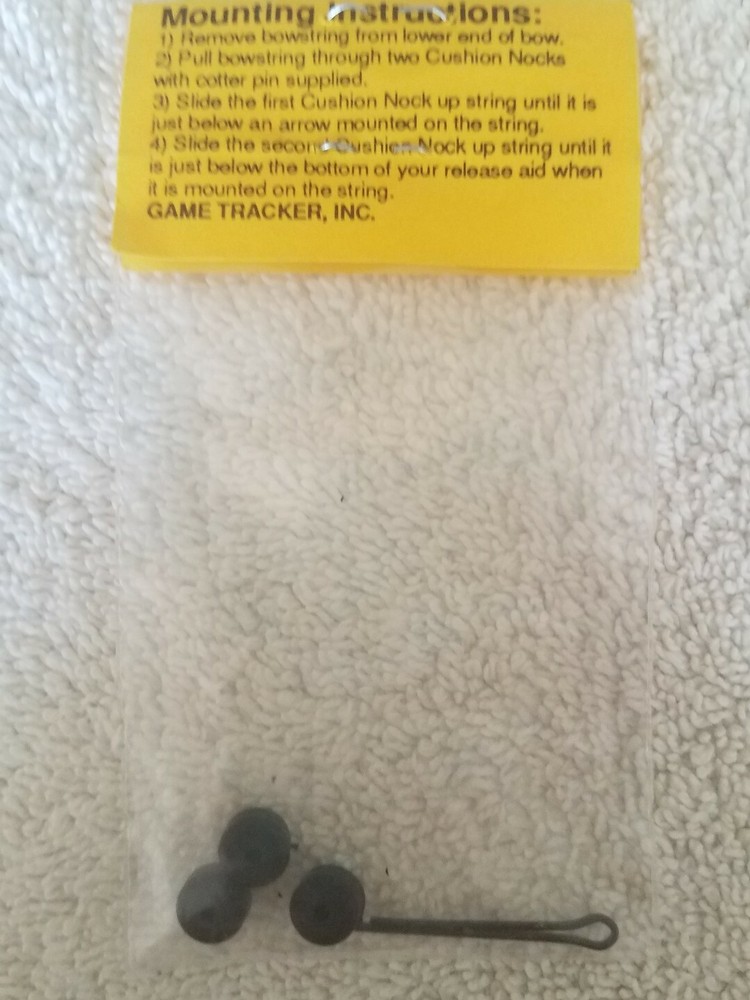 Mounting Instructions:
1) Remove bowstring from lower end of bow.
2) Pull bowstring through two Cushion Nocks
with cotter pin supplied.
3) Slide the first Cushion Nock up string until it is
just below an arrow mounted on the string.
4) Slide the second Cushion Nock up string until it
is just below the bottom of your release aid when
it is mounted on the string.
GAME TRACKER, INC.